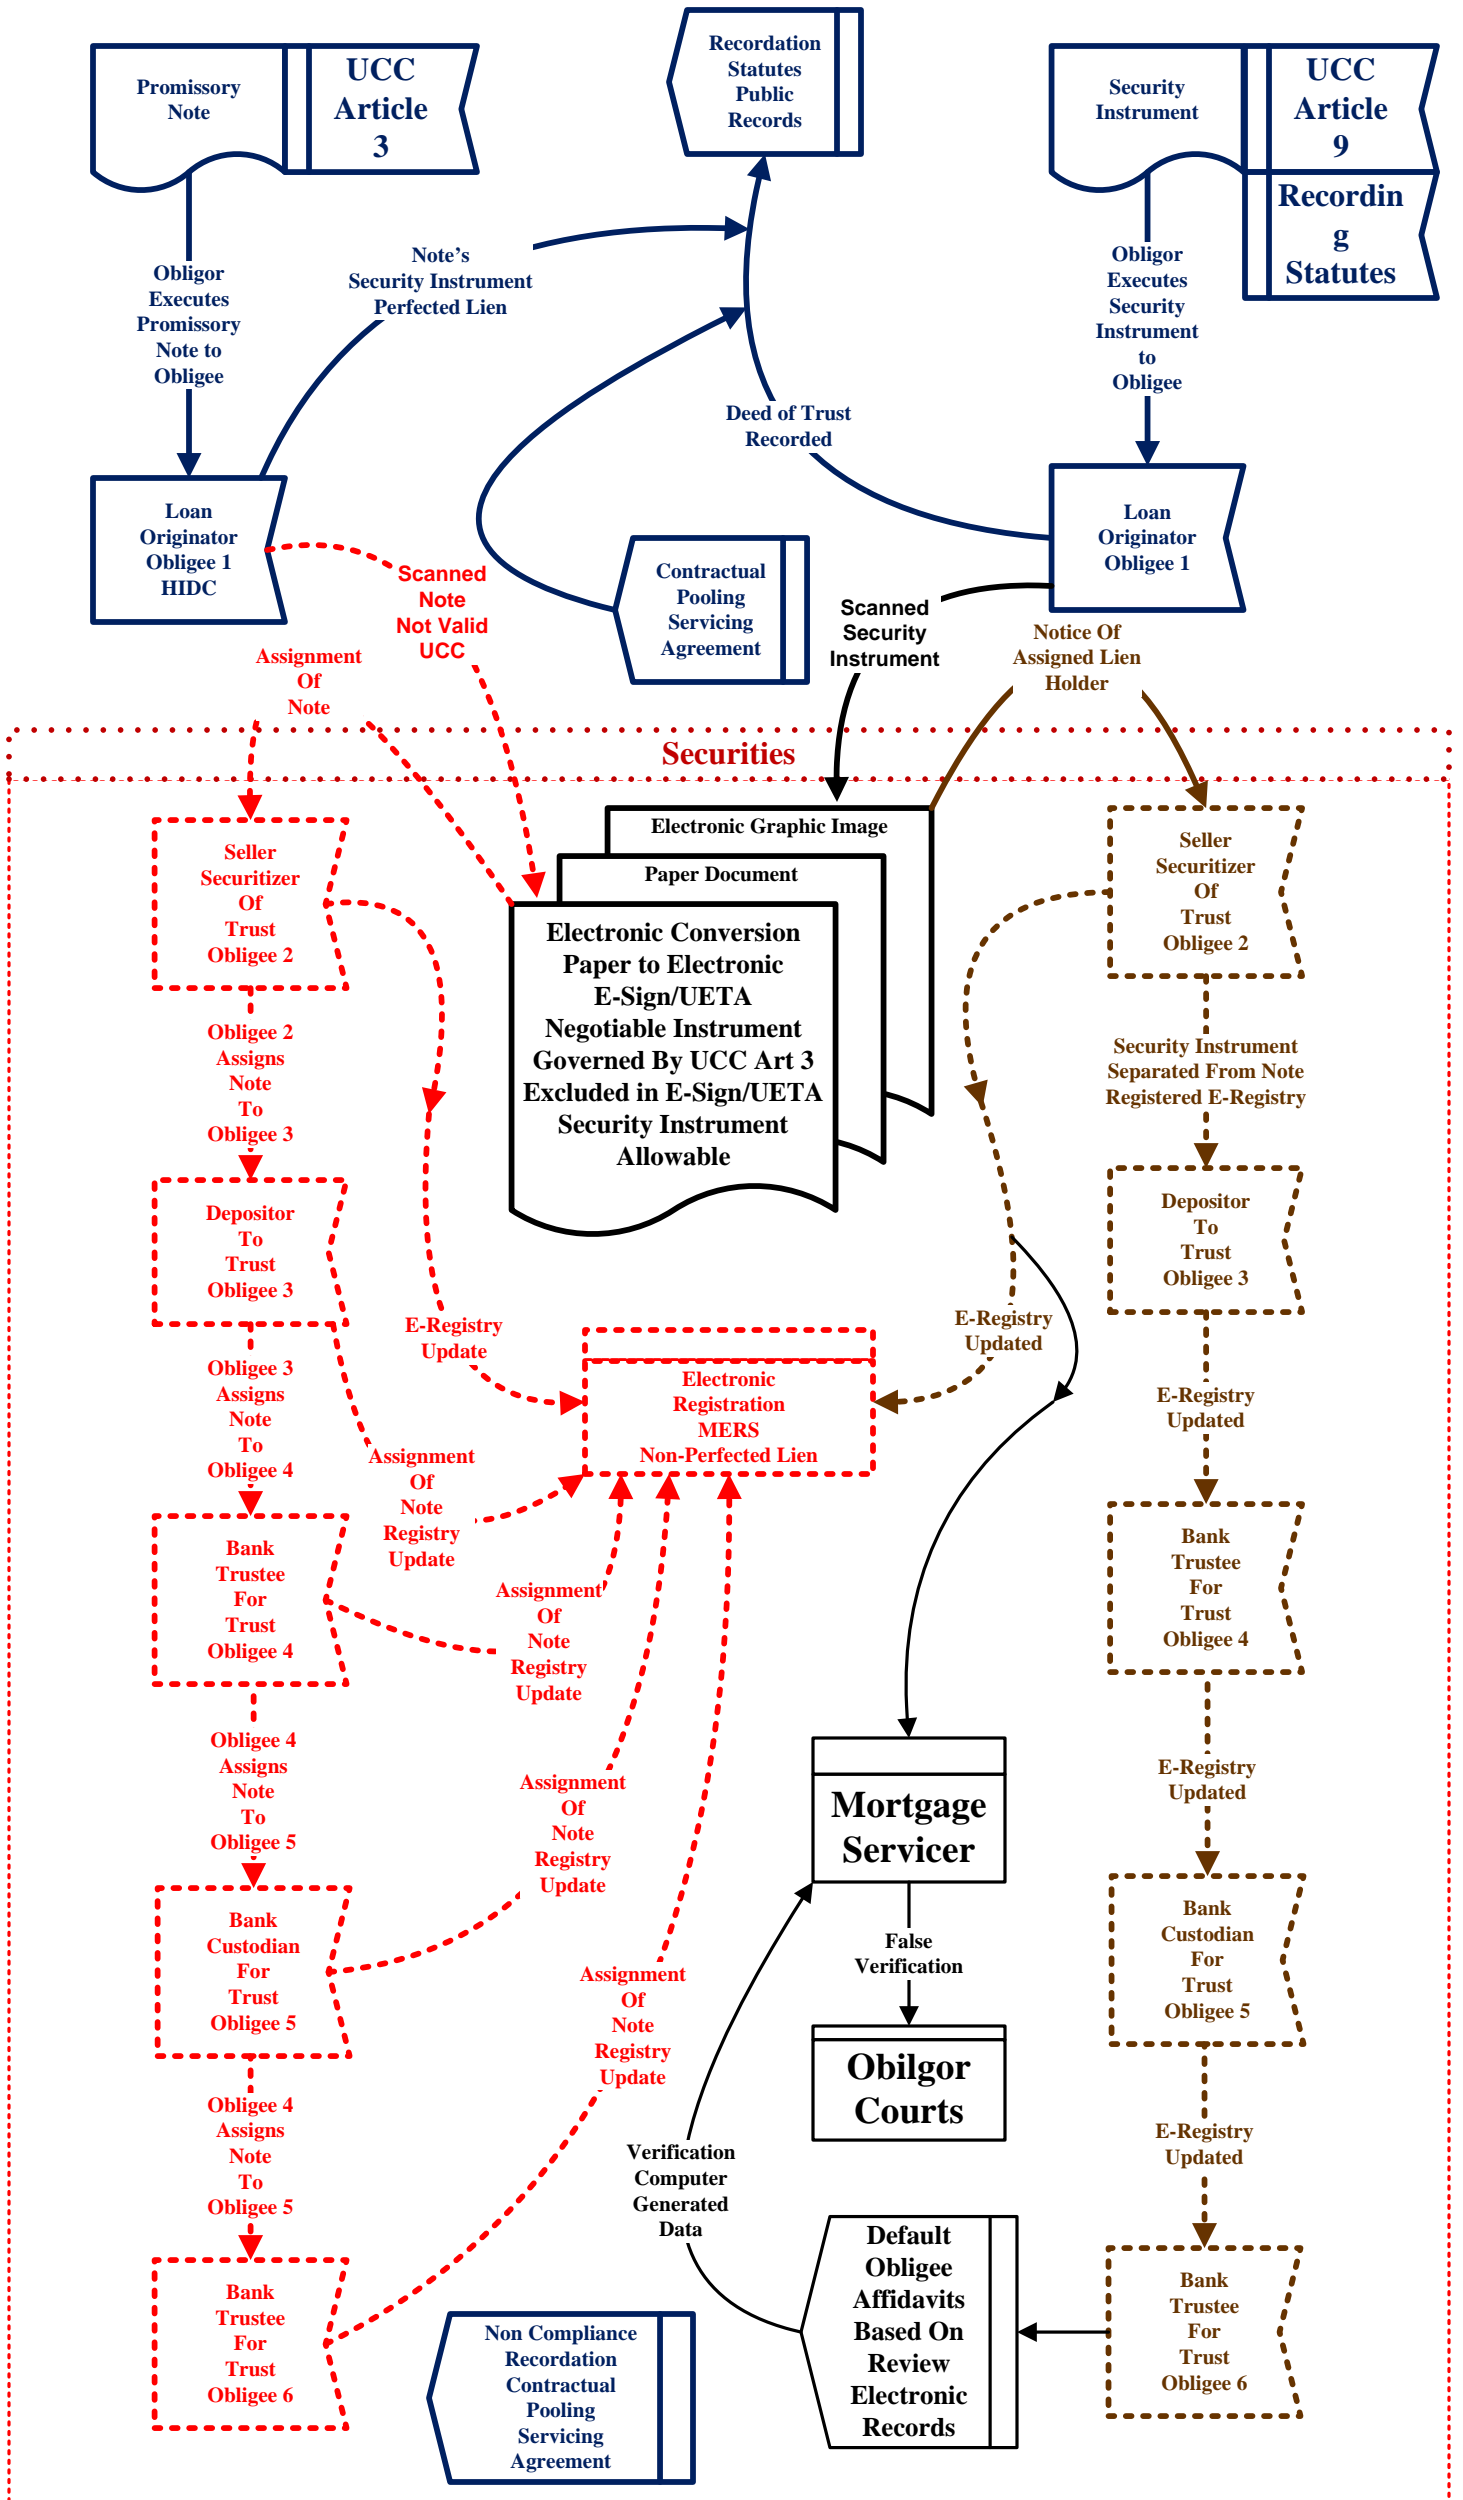 Promissory
Note
UCC
Article
3
Recordation
Statutes
Public
Records
Security
Instrument
UCC
Article
9
Recordin
g
Statutes
Obligor
Executes
Promissory
Note to
Obligee
Note's
Security Instrument
Perfected Lien
Obligor
Executes
Security
Instrument
to
Obligee
Deed of Trust
Recorded
Loan
Originator
Obligee 1
HIDC
Loan
Originator
Obligee 1
Contractual
Pooling
Servicing
Agreement
Scanned
Note
Not Valid
UCC
Scanned
Security
Instrument
Notice Of
Assigned Lien
Holder
Assignment
Of
Note
Securities
Seller
Securitizer
Of
Trust
Obligee 2
Electronic Graphic Image
Paper Document
Electronic Conversion
Paper to Electronic
E-Sign/UETA
Negotiable Instrument
Governed By UCC Art 3
Excluded in E-Sign/UETA
Security Instrument
Allowable
Seller
Securitizer
Of
Trust
Obligee 2
Obligee 2
Assigns
Note
To
Obligee 3
Security Instrument
Separated From Note
Registered E-Registry
Depositor
To
Trust
Obligee 3
Depositor
To
Trust
Obligee 3
E-Registry
Update
E-Registry
Updated
Electronic
Registration
MERS
Non-Perfected Lien
Obligee 3
Assigns
Note
To
Obligee 4
E-Registry
Updated
Assignment
Of
Note
Registry
Update
Bank
Trustee
For
Trust
Obligee 4
Assignment
Of
Note
Registry
Update
Bank
Trustee
For
Trust
Obligee 4
Obligee 4
Assigns
Note
To
Obligee 5
Assignment
Of
Note
Registry
Update
Mortgage
Servicer
E-Registry
Updated
Bank
Custodian
For
Trust
Obligee 5
False
Verification
Bank
Custodian
For
Trust
Obligee 5
Assignment
Of
Note
Registry
Update
Obilgor
Courts
Obligee 4
Assigns
Note
To
Obligee 5
Verification
Computer
Generated
Data
E-Registry
Updated
Bank
Trustee
For
Trust
Obligee 6
Default
Obligee
Affidavits
Based On
Review
Electronic
Records
Bank
Trustee
For
Trust
Obligee 6
Non Compliance
Recordation
Contractual
Pooling
Servicing
Agreement